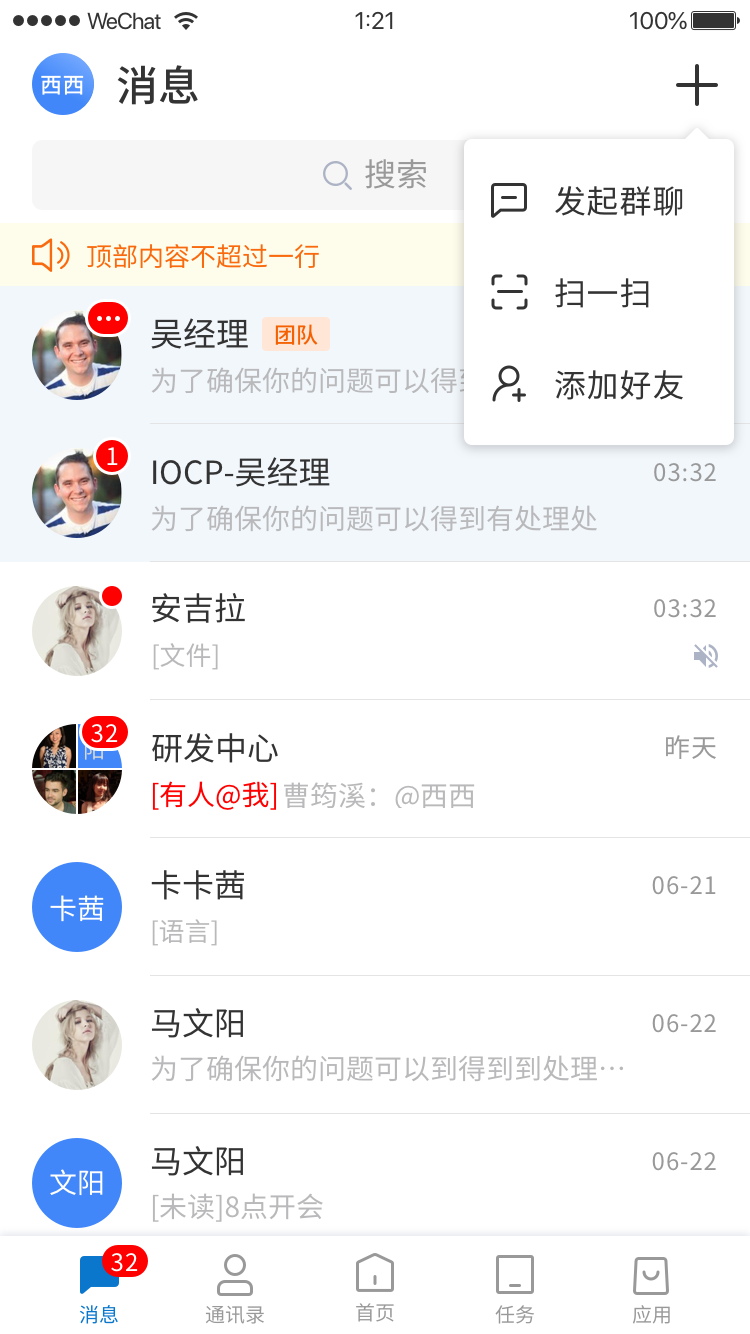 WeChat 1:21 100%
西西 消息
搜索
发起群聊
扫一扫
添加好友
顶部内容不超过一行
吴经理 团队
为了确保你的问题可以得
1
IOCP-吴经理 03:32
为了确保你的问题可以得到有处理处
安吉拉 03:32
[文件]
32
阳
研发中心 昨天
[有人@我]曹筠溪：@西西
卡茜
卡卡茜 06-21
[语言]
马文阳 06-22
为了确保你的问题可以到得到到处理…
文阳
马文阳 06-22
[未读]8点开会
32
消息 通讯录 首页 任务 应用